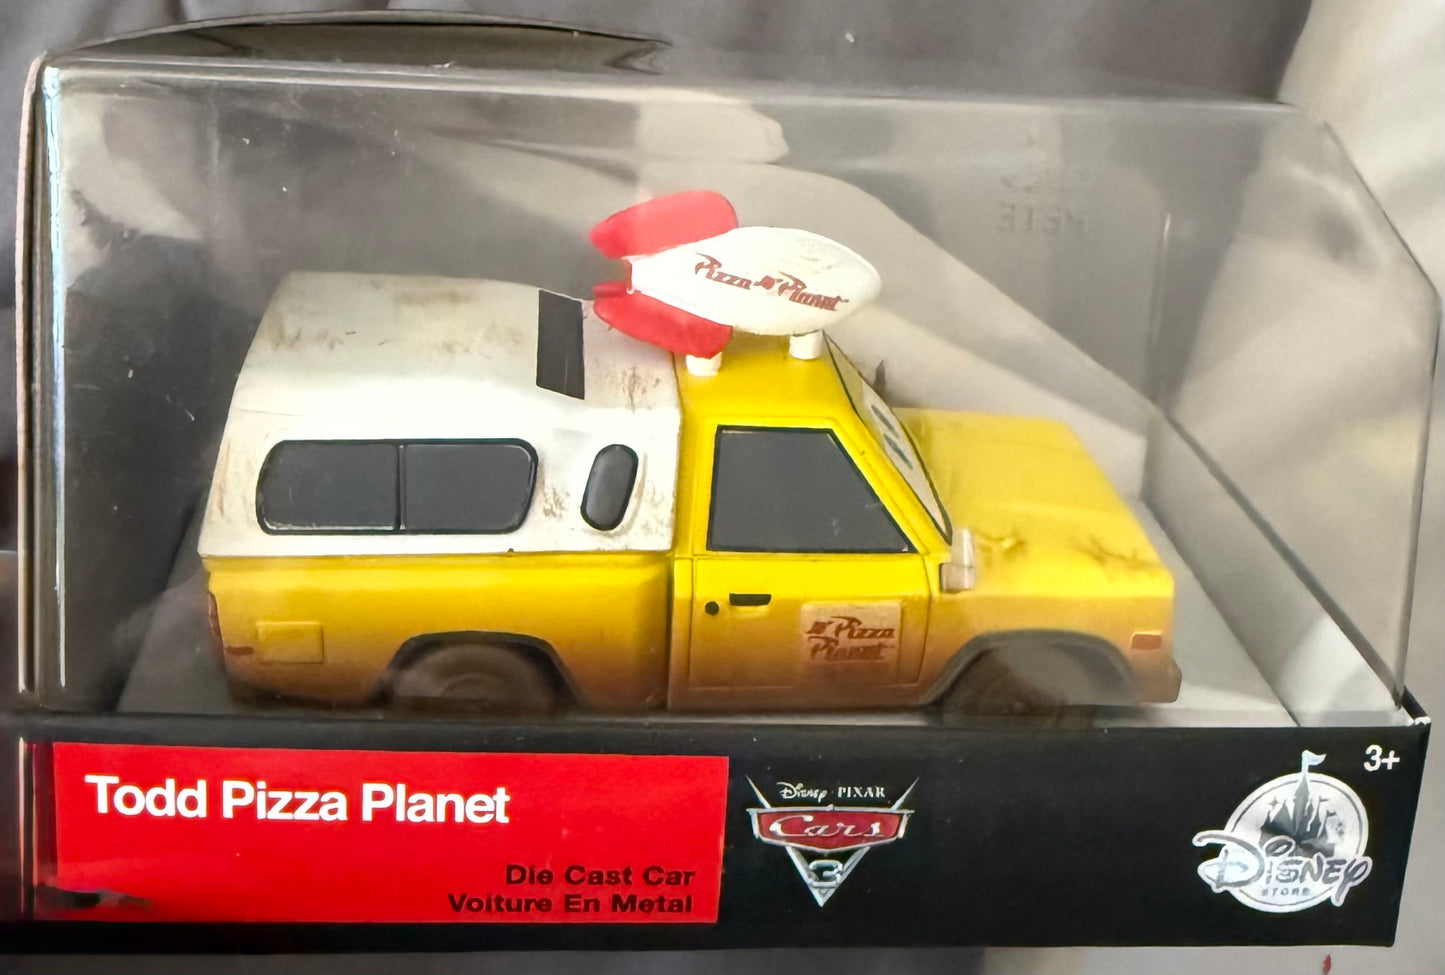 Pizza Planet
Pizza
Planet
Todd Pizza Planet
Die Cast Car
Voiture En Metal
Disney · PIXAR
Cars
3
3+
Disney
STORE